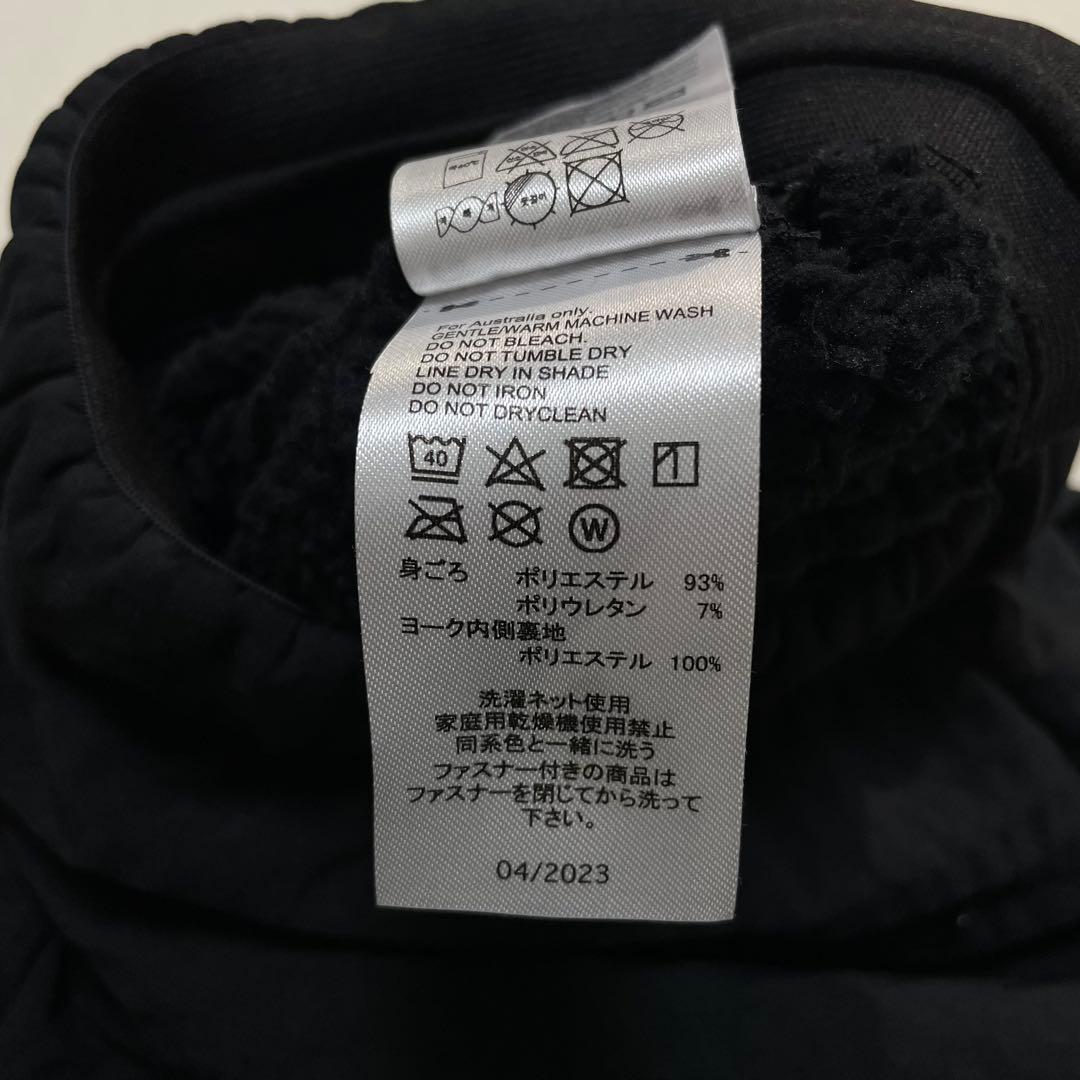 For Australia only.
GENTLE/WARM MACHINE WASH
DO NOT BLEACH.
DO NOT TUMBLE DRY
LINE DRY IN SHADE
DO NOT IRON
DO NOT DRYCLEAN
40
W
身ごろ ポリエステル 93%
ポリウレタン 7%
ヨーク内側裏地
ポリエステル 100%
洗濯ネット使用
家庭用乾燥機使用禁止
同系色と一緒に洗う
ファスナー付きの商品は
ファスナーを閉じてから洗って
下さい。
04/2023